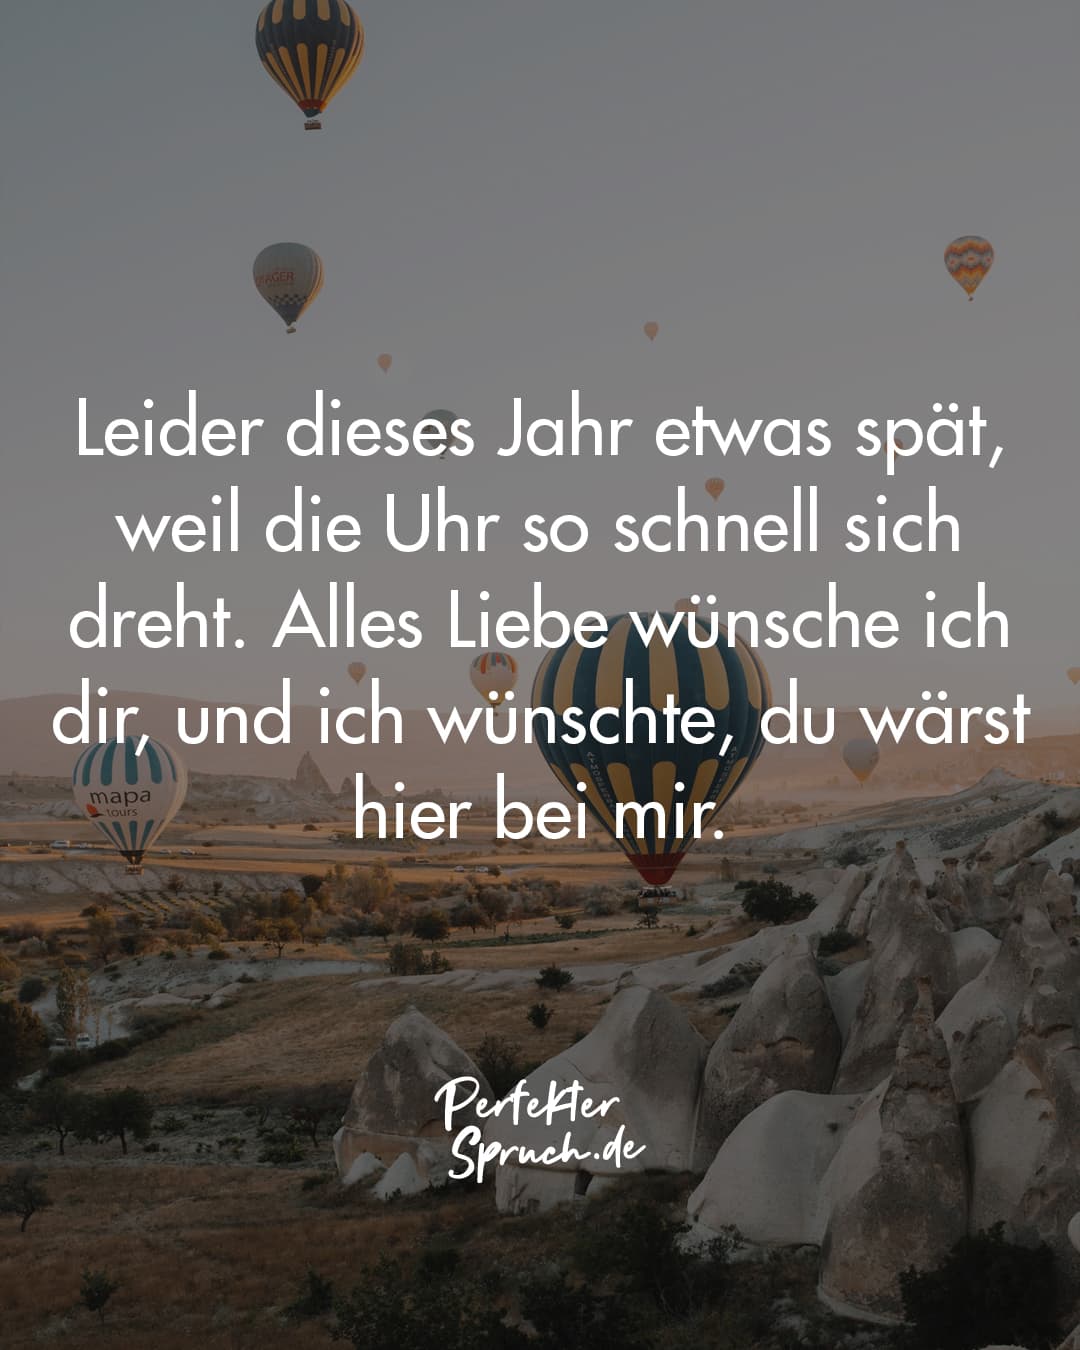 Leider dieses Jahr etwas spät,
weil die Uhr so schnell sich
dreht. Alles Liebe wünsche ich
dir, und ich wünschte, du wärst
hier bei mir.
mapa
tours
Perfekter
Spruch.de